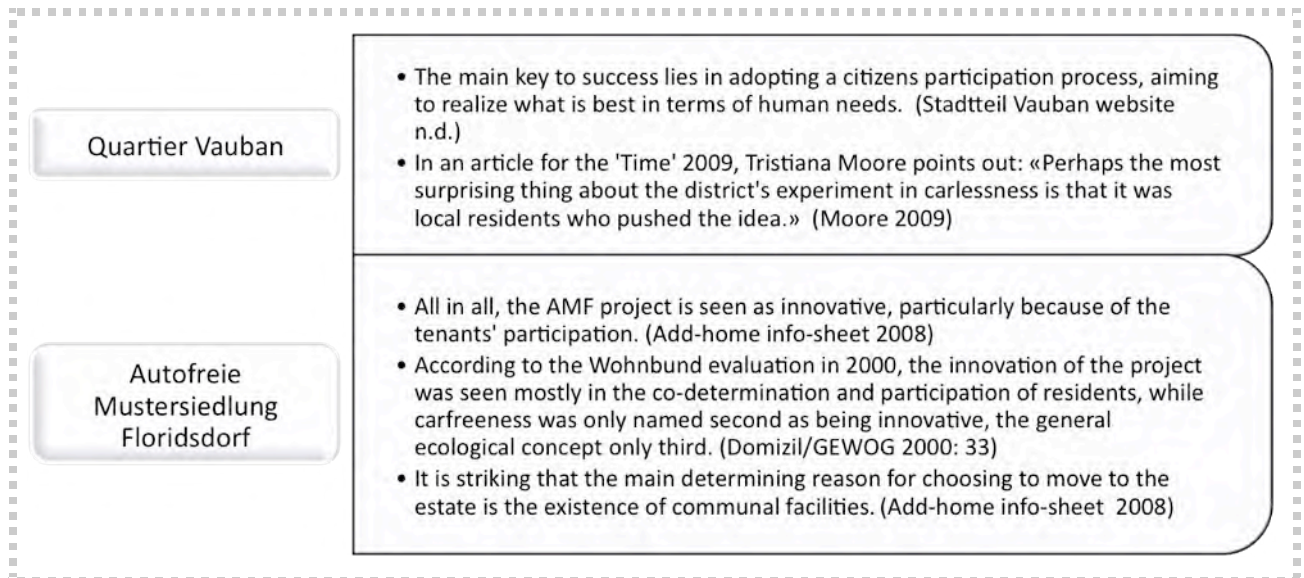 Quartier Vauban
• The main key to success lies in adopting a citizens participation process, aiming
to realize what is best in terms of human needs.  (Stadtteil Vauban website
n.d.)
• In an article for the 'Time' 2009, Tristiana Moore points out: «Perhaps the most
surprising thing about the district's experiment in carlessness is that it was
local residents who pushed the idea.»  (Moore 2009)
Autofreie
Mustersiedlung
Floridsdorf
• All in all, the AMF project is seen as innovative, particularly because of the
tenants' participation. (Add-home info-sheet 2008)
• According to the Wohnbund evaluation in 2000, the innovation of the project
was seen mostly in the co-determination and participation of residents, while
carfreeness was only named second as being innovative, the general
ecological concept only third. (Domizil/GEWOG 2000: 33)
• It is striking that the main determining reason for choosing to move to the
estate is the existence of communal facilities. (Add-home info-sheet  2008)